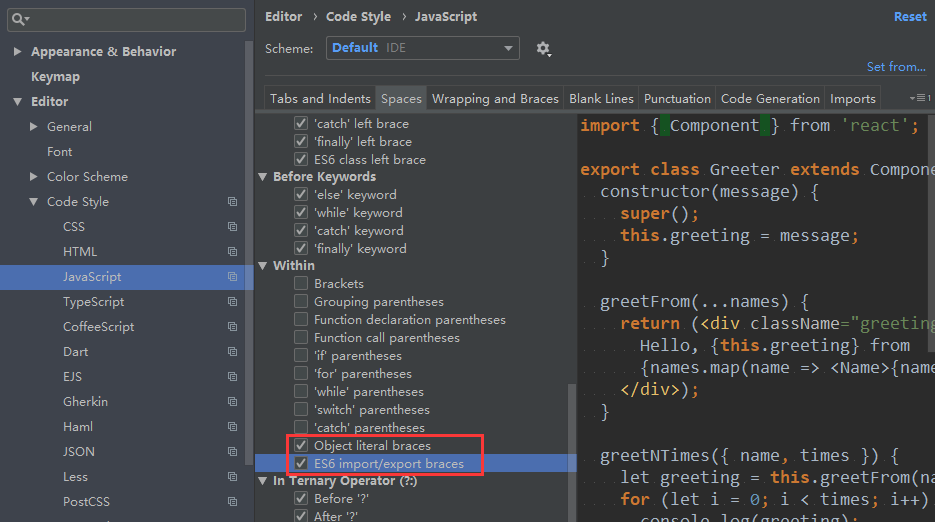 Editor › Code Style › JavaScript
Reset
Scheme: Default IDE
Set from...
Appearance & Behavior
Keymap
Editor
General
Font
Color Scheme
Code Style
CSS
HTML
JavaScript
TypeScript
CoffeeScript
Dart
EJS
Gherkin
Haml
JSON
Less
PostCSS
Tabs and Indents
Spaces
Wrapping and Braces
Blank Lines
Punctuation
Code Generation
Imports
1
'catch' left brace
'finally' left brace
ES6 class left brace
Before Keywords
'else' keyword
'while' keyword
'catch' keyword
'finally' keyword
Within
Brackets
Grouping parentheses
Function declaration parentheses
Function call parentheses
'if' parentheses
'for' parentheses
'while' parentheses
'switch' parentheses
'catch' parentheses
Object literal braces
ES6 import/export braces
In Ternary Operator (?:)
Before '?'
After '?'
import { Component } from 'react';
export class Greeter extends Compone
constructor(message) {
super();
this.greeting = message;
}
greetFrom(...names) {
return (<div className="greeting
Hello, {this.greeting} from
{names.map(name => <Name>{name
</div>);
}
greetNTimes({ name, times }) {
let greeting = this.greetFrom(na
for (let i = 0; i < times; i++)
console.log(greeting);